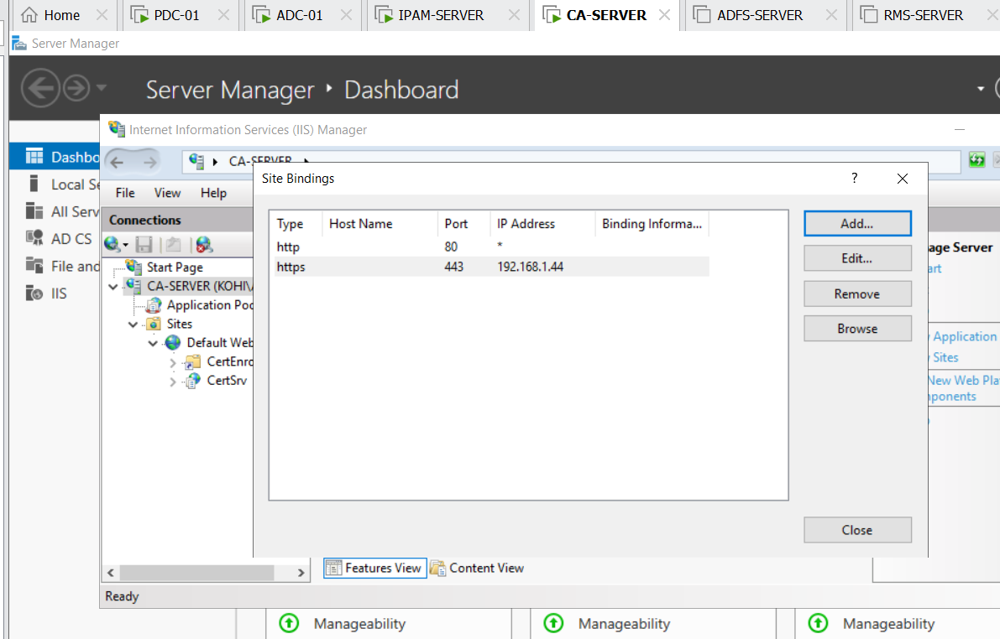 Home PDC-01 ADC-01 IPAM-SERVER CA-SERVER ADFS-SERVER RMS-SERVER
Server Manager
Server Manager Dashboard
Internet Information Services (IIS) Manager
CA-SERVER
Dashbo
Local Se
All Serv
AD CS
File and
IIS
File View Help
Connections
Start Page
CA-SERVER (KOHI\
Application Poo
Sites
Default Web
CertEnro
CertSrv
Site Bindings
?
Type Host Name Port IP Address Binding Informa...
http 80 *
https 443 192.168.1.44
Add...
Edit...
Remove
Browse
Close
age Server
art
Application
Sites
New Web Pla
ponents
Features View Content View
Ready
Manageability Manageability Manageability